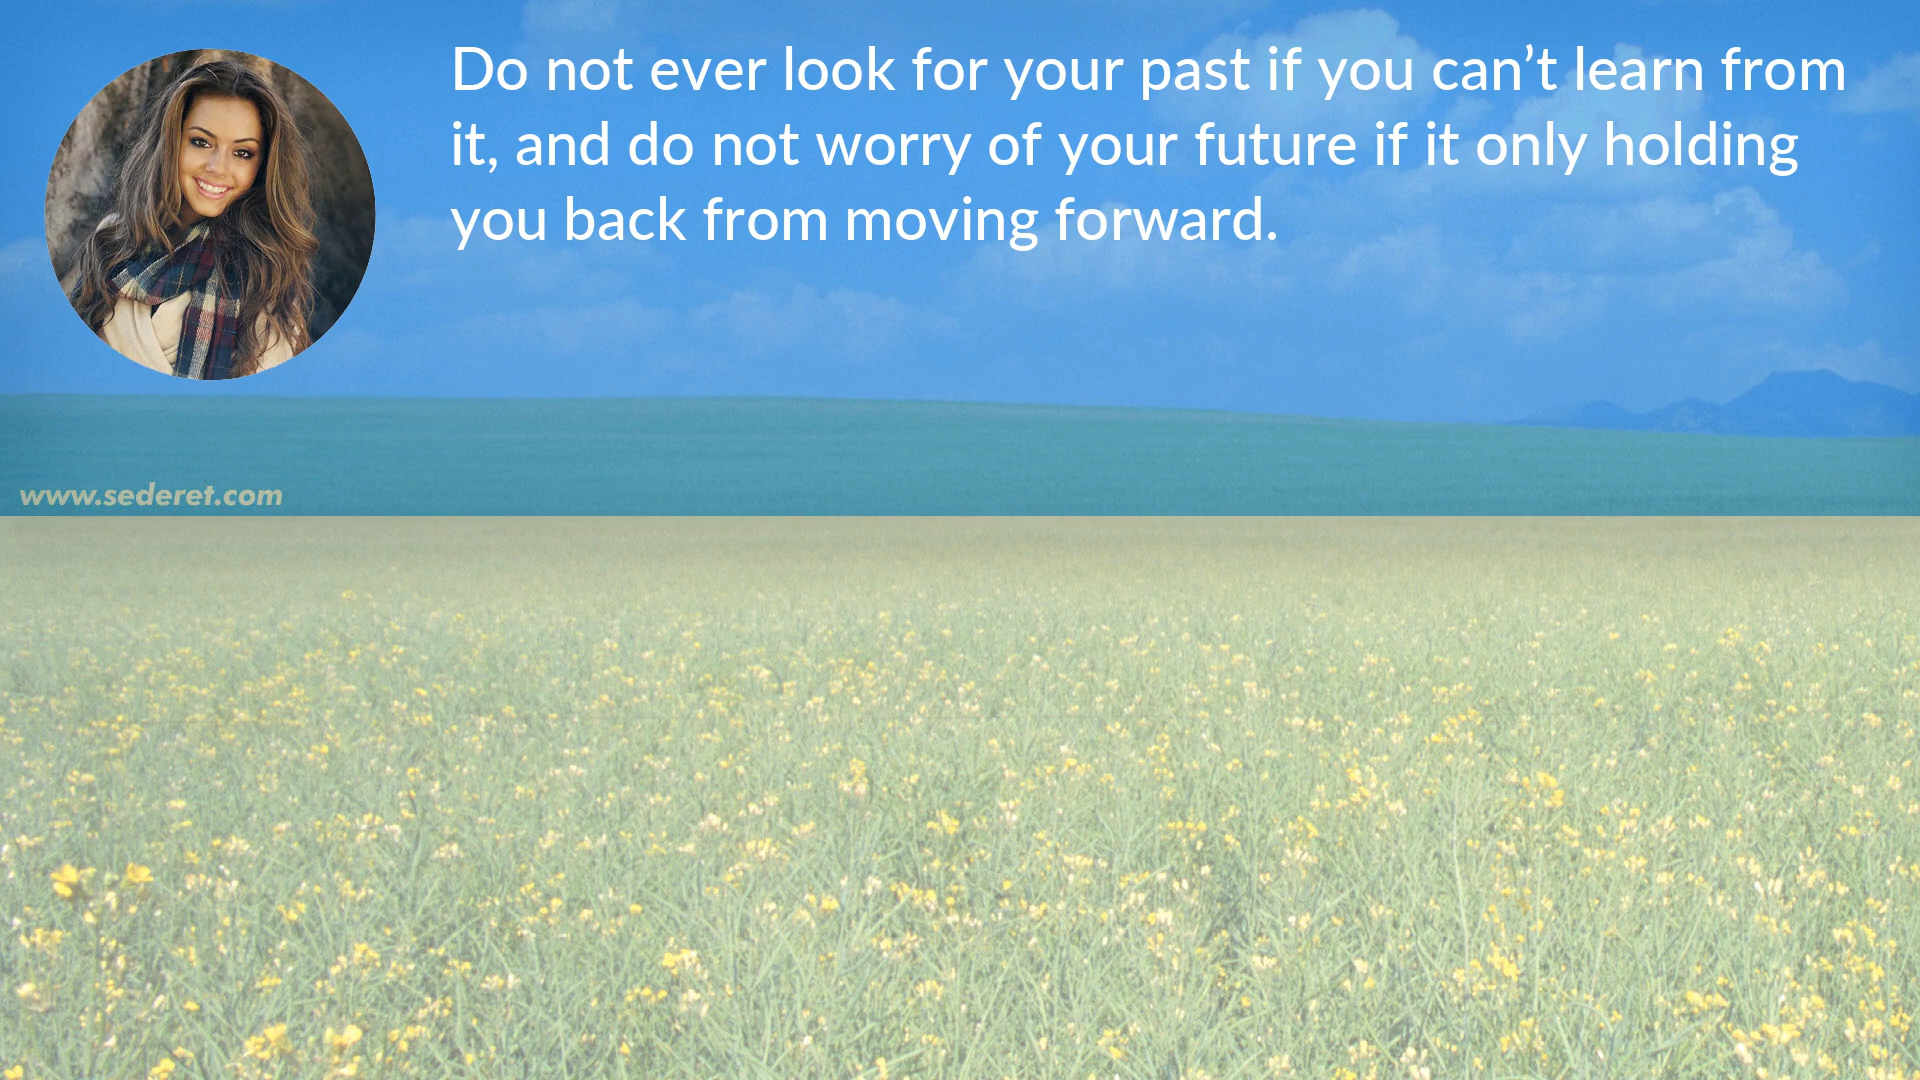 Do not ever look for your past if you can’t learn from
it, and do not worry of your future if it only holding
you back from moving forward.
www.sederet.com